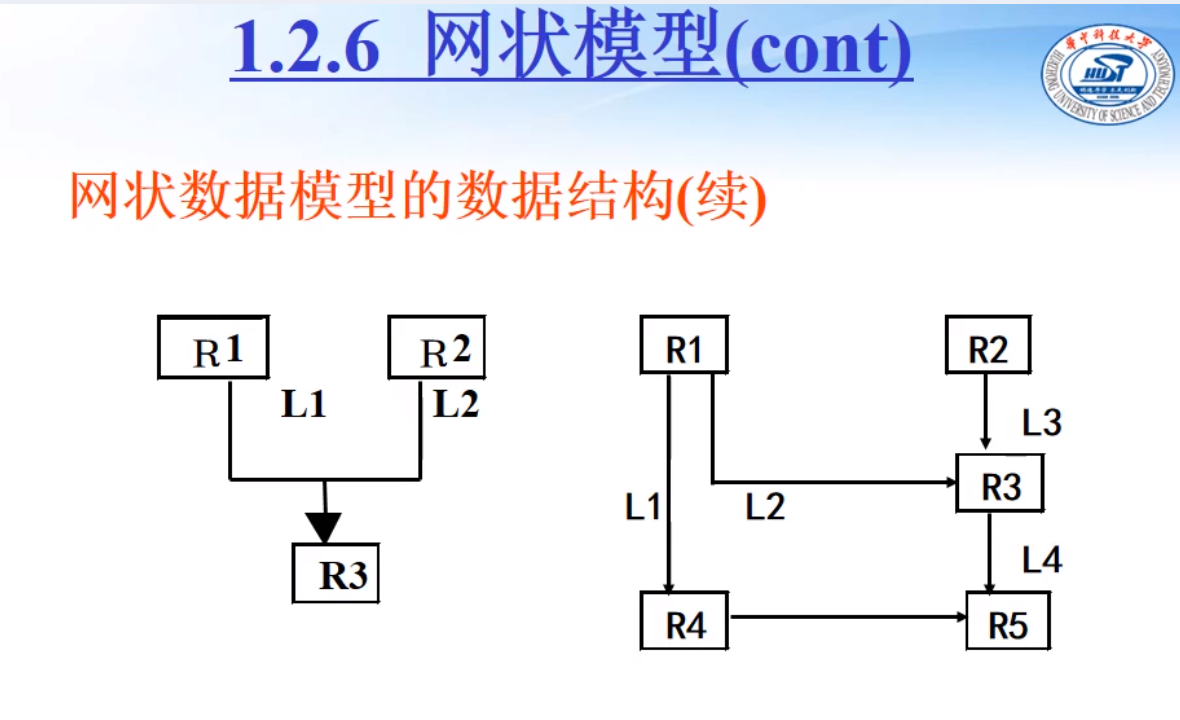 1.2.6 网状模型(cont)
华中科技大学
HUST
HUAZHONG UNIVERSITY OF SCIENCE AND TECHNOLOGY
网状数据模型的数据结构(续)
R1 R2
L1 L2
R3
R1 R2
L3
R3
L1 L2
L4
R4 R5